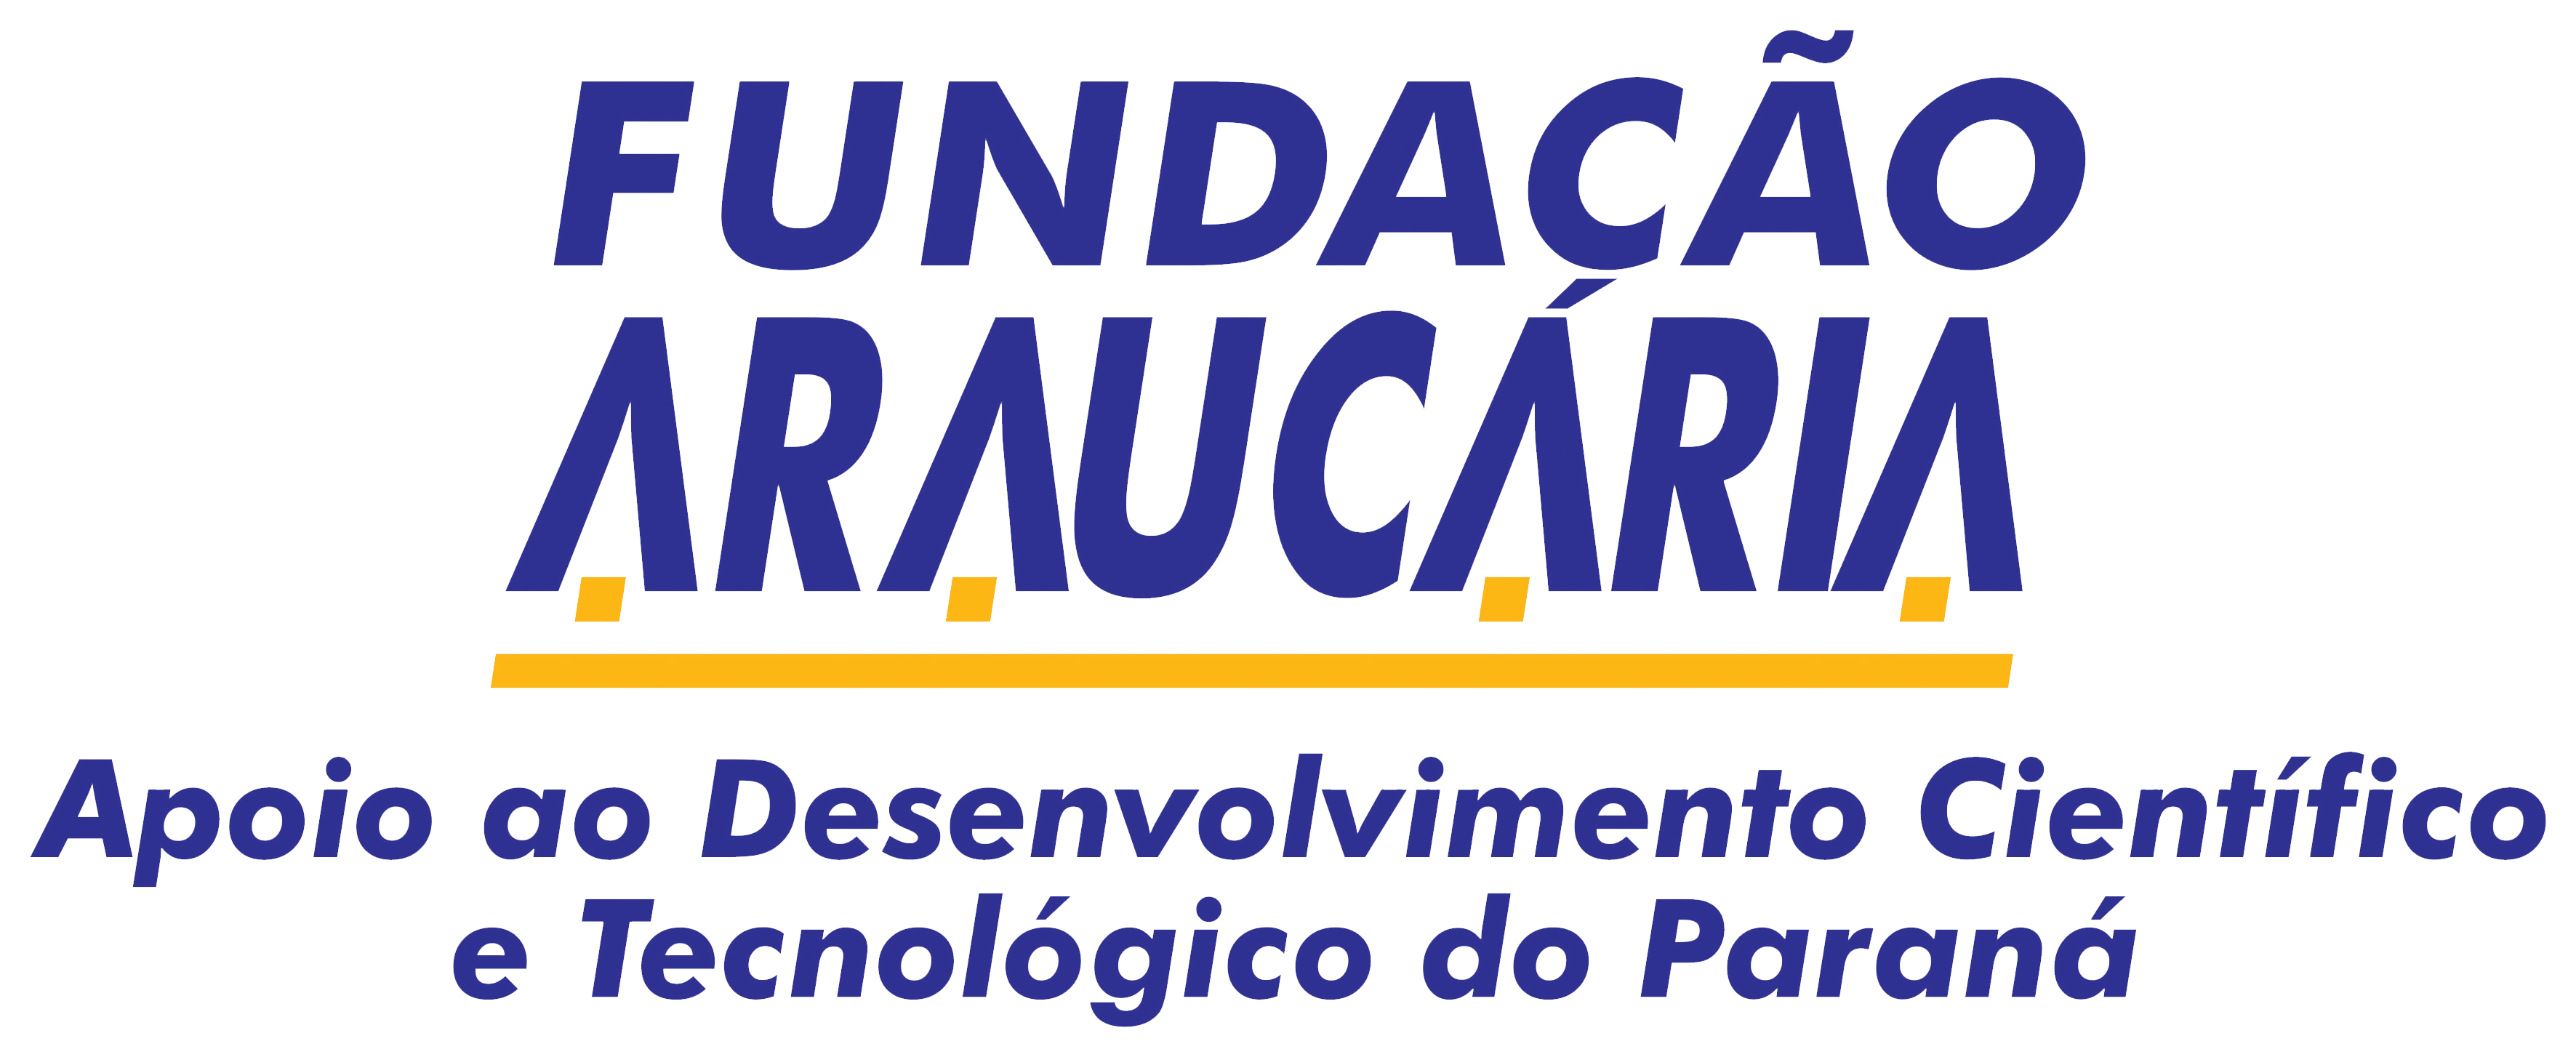 FUNDAÇÃO
ARAUCÁRIA
Apoio ao Desenvolvimento Científico
e Tecnológico do Paraná